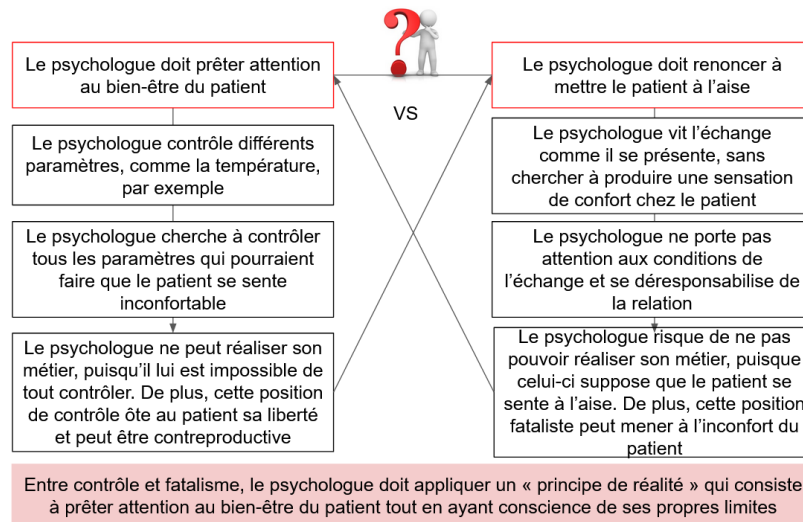 Le psychologue doit prêter attention
au bien-être du patient
VS
Le psychologue doit renoncer à
mettre le patient à l'aise
Le psychologue contrôle différents
paramètres, comme la température,
par exemple
Le psychologue vit l'échange
comme il se présente, sans
chercher à produire une sensation
de confort chez le patient
Le psychologue cherche à contrôler
tous les paramètres qui pourraient
faire que le patient se sente
inconfortable
Le psychologue ne porte pas
attention aux conditions de
l'échange et se déresponsabilise de
la relation
Le psychologue ne peut réaliser son
métier, puisqu'il lui est impossible de
tout contrôler. De plus, cette position
de contrôle ôte au patient sa liberté
et peut être contreproductive
Le psychologue risque de ne pas
pouvoir réaliser son métier, puisque
celui-ci suppose que le patient se
sente à l'aise. De plus, cette position
fataliste peut mener à l'inconfort du
patient
Entre contrôle et fatalisme, le psychologue doit appliquer un « principe de réalité » qui consiste
à prêter attention au bien-être du patient tout en ayant conscience de ses propres limites